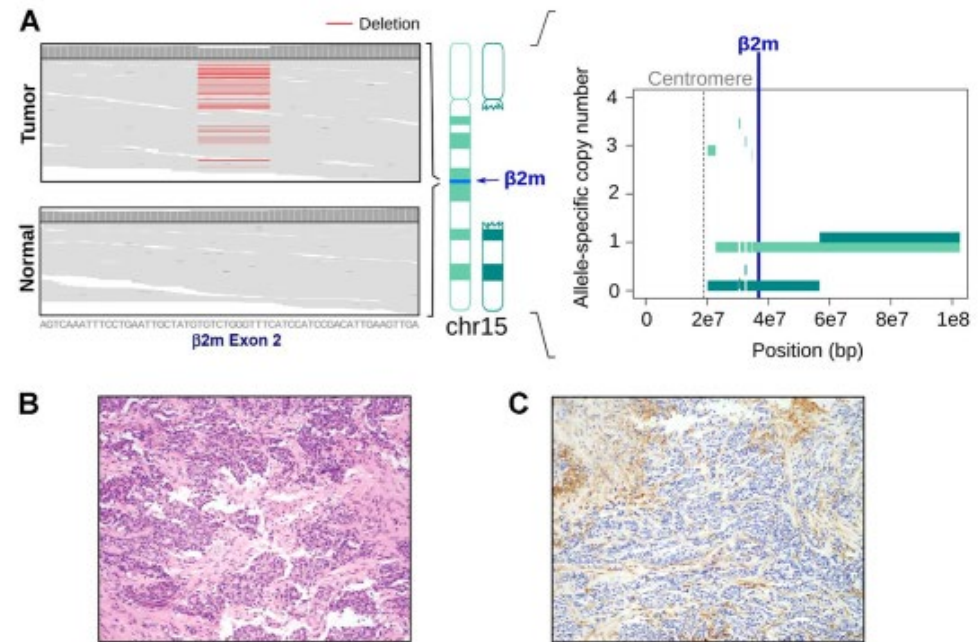 A
Deletion
Tumor
Normal
AGTCAAATTTCCTGAATTGCTATGTGTCTGGGTTTCATCCATCCGACATTGAAGTTGA
β2m Exon 2
β2m
chr15
β2m
Centromere
Allele-specific copy number
4
3
2
1
0
0 2e7 4e7 6e7 8e7 1e8
Position (bp)
B
C